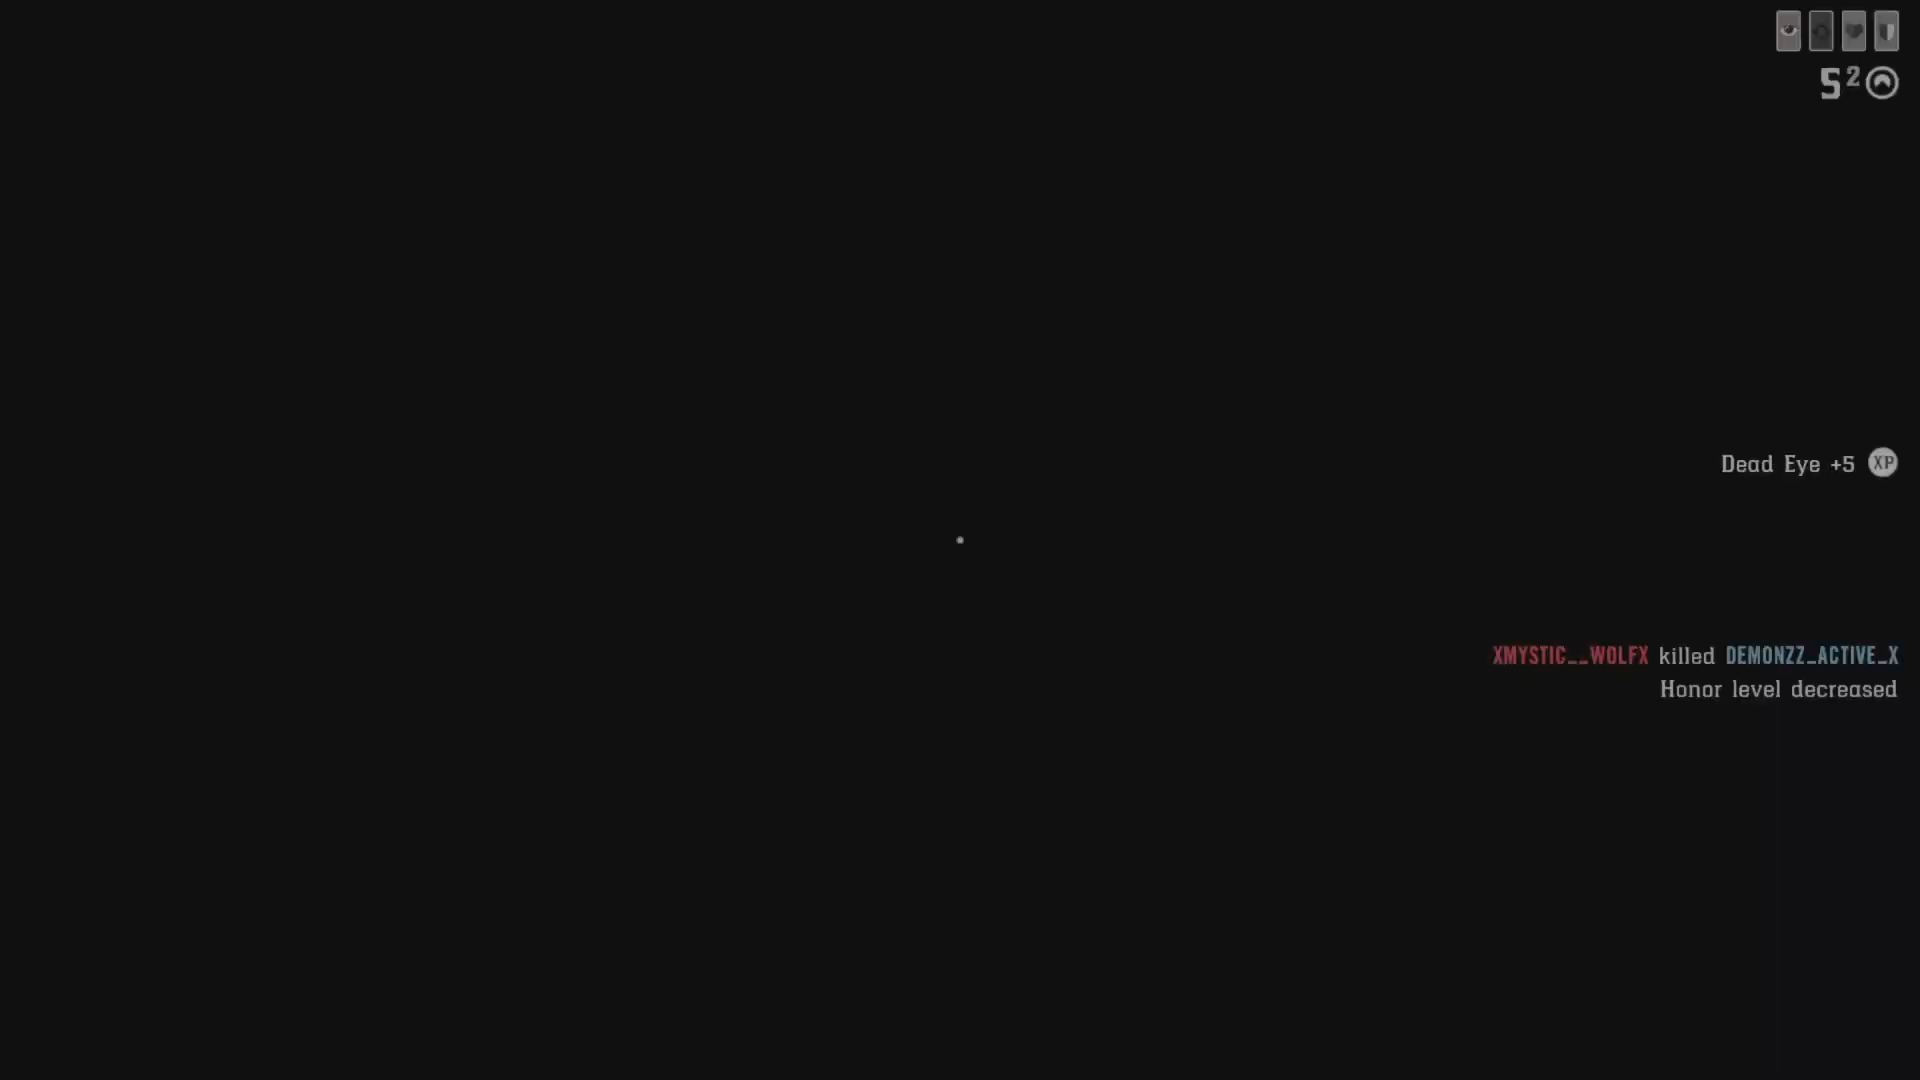 5²
Dead Eye +5 XP
XMYSTIC__WOLFX killed DEMONZZ_ACTIVE_X
Honor level decreased